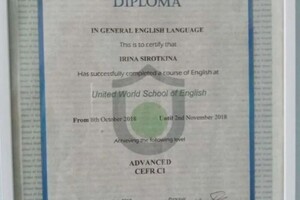 DIPLOMA
IN GENERAL ENGLISH LANGUAGE
This is to certify that
IRINA SIROTKINA
Has successfully completed a course of English at
United World School of English
From 8th October 2018 Until 2nd November 2018
Achieving the following level
ADVANCED
CEFR C1